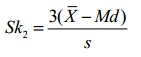 Sk₂ = 3(X̄ − Md) / s